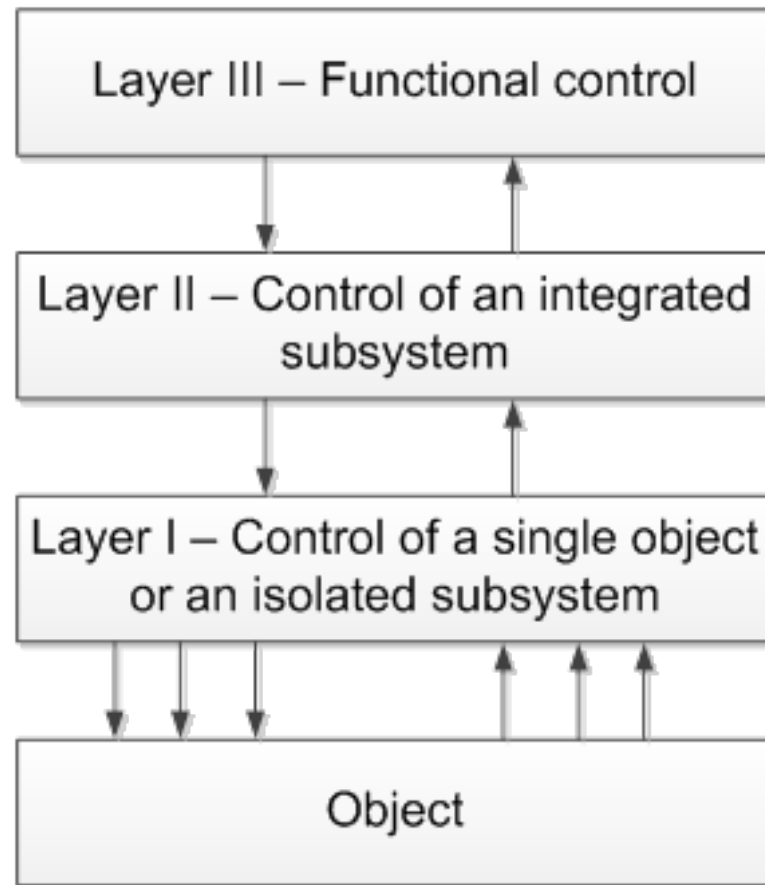 Layer III – Functional control
Layer II – Control of an integrated
subsystem
Layer I – Control of a single object
or an isolated subsystem
Object